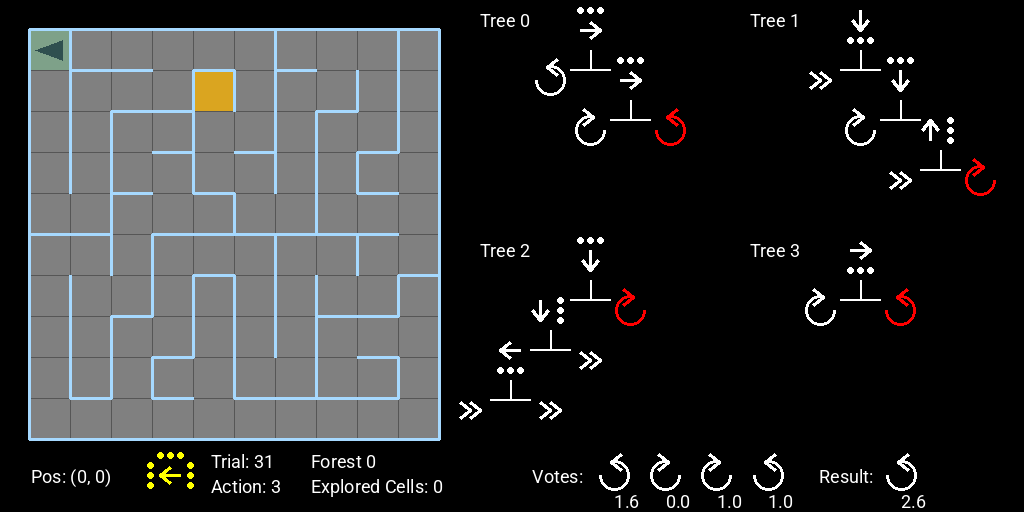 Tree 0
Tree 1
Tree 2
Tree 3
Pos: (0, 0)
Trial: 31
Forest 0
Action: 3
Explored Cells: 0
Votes:
1.6
0.0
1.0
1.0
Result:
2.6